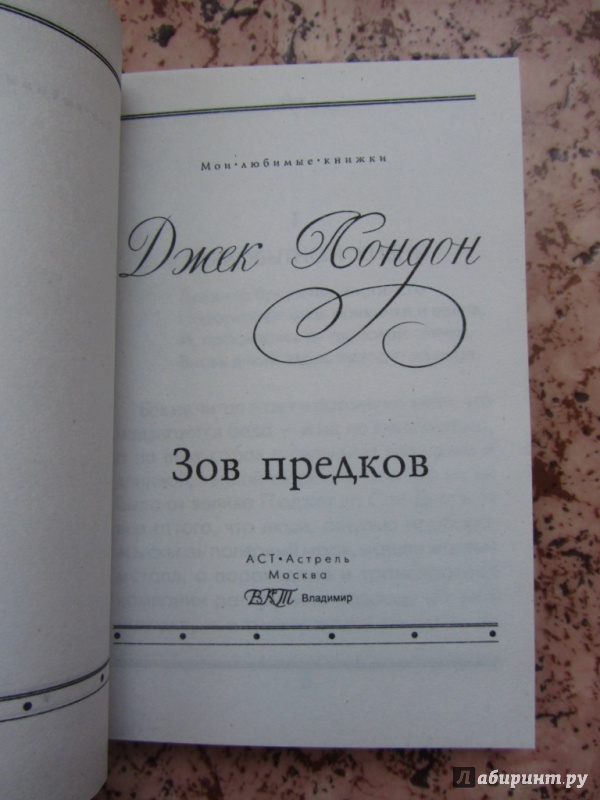 Мои•любимые•книжки
Джек Лондон
Зов предков
АСТ•Астрель
Москва
ВКТ Владимир
Лабиринт.ру